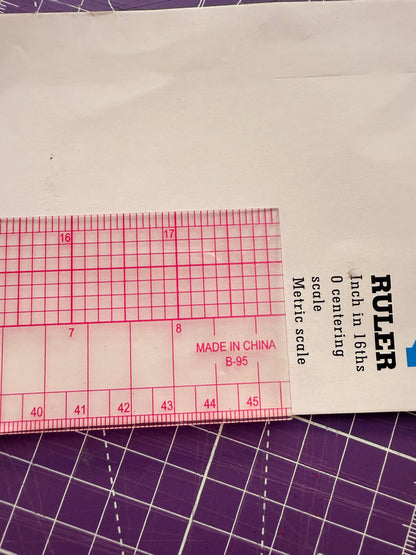 16 17
7 8
MADE IN CHINA
B-95
40 41 42 43 44 45
RULER
Inch in 16ths
0 centering
scale
Metric scale